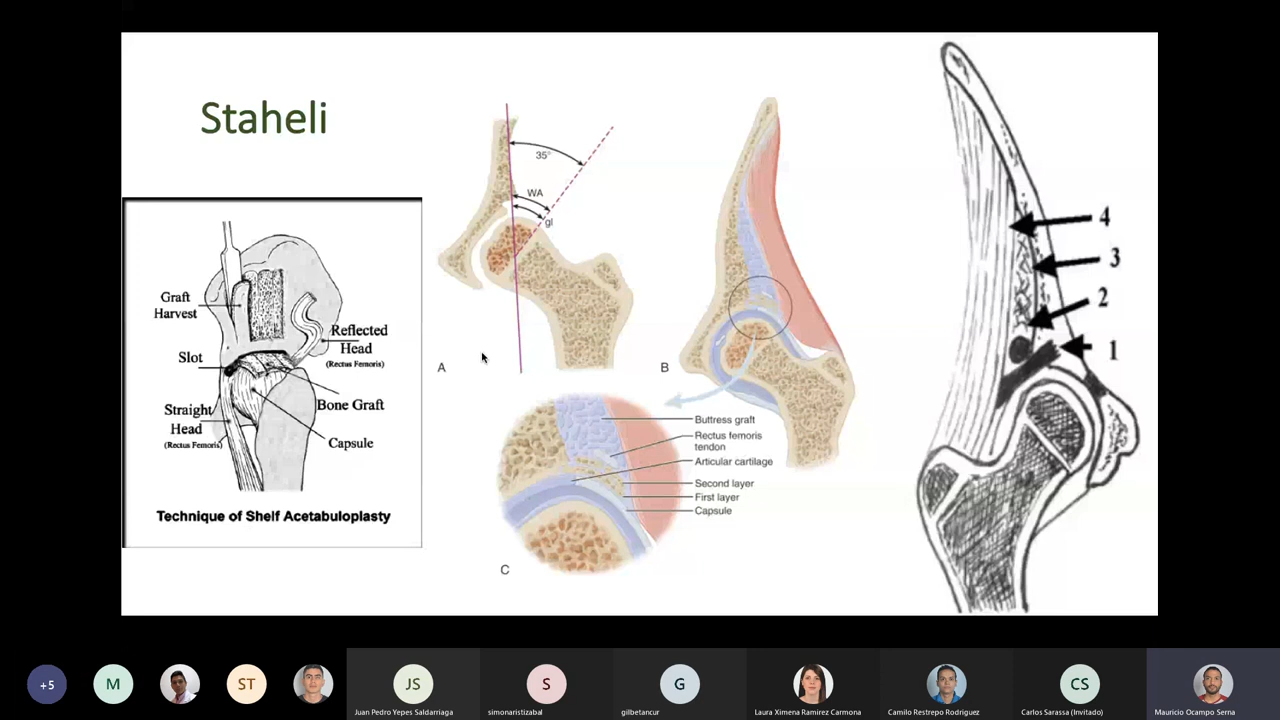 Staheli
Graft
Harvest
Slot
Straight
Head
(Rectus Femoris)
Reflected
Head
(Rectus Femoris)
Bone Graft
Capsule
Technique of Shelf Acetabuloplasty
35°
WA
gl
A
B
Buttress graft
Rectus femoris
tendon
Articular cartilage
Second layer
First layer
Capsule
C
4
3
2
1
+5
M
ST
JS
S
G
CS
Juan Pedro Yepes Saldarriaga
simonaristizabal
gilbetancur
Laura Ximena Ramirez Carmona
Camilo Restrepo Rodriguez
Carlos Sarassa (Invitado)
Mauricio Ocampo Serna